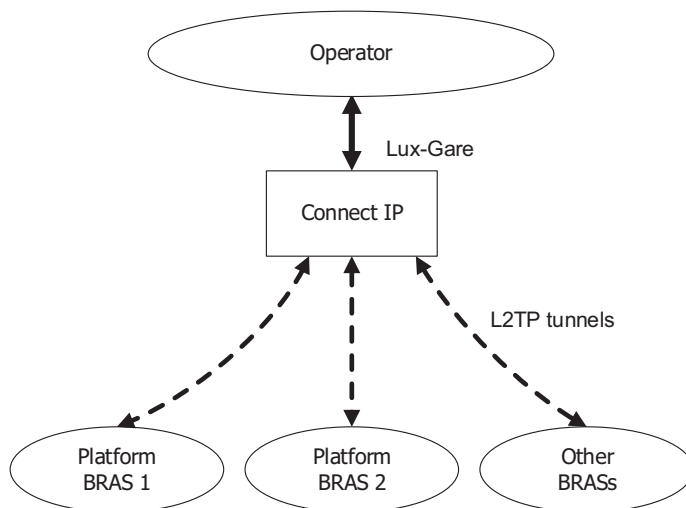 Operator
Lux-Gare
Connect IP
L2TP tunnels
Platform
BRAS 1
Platform
BRAS 2
Other
BRASs